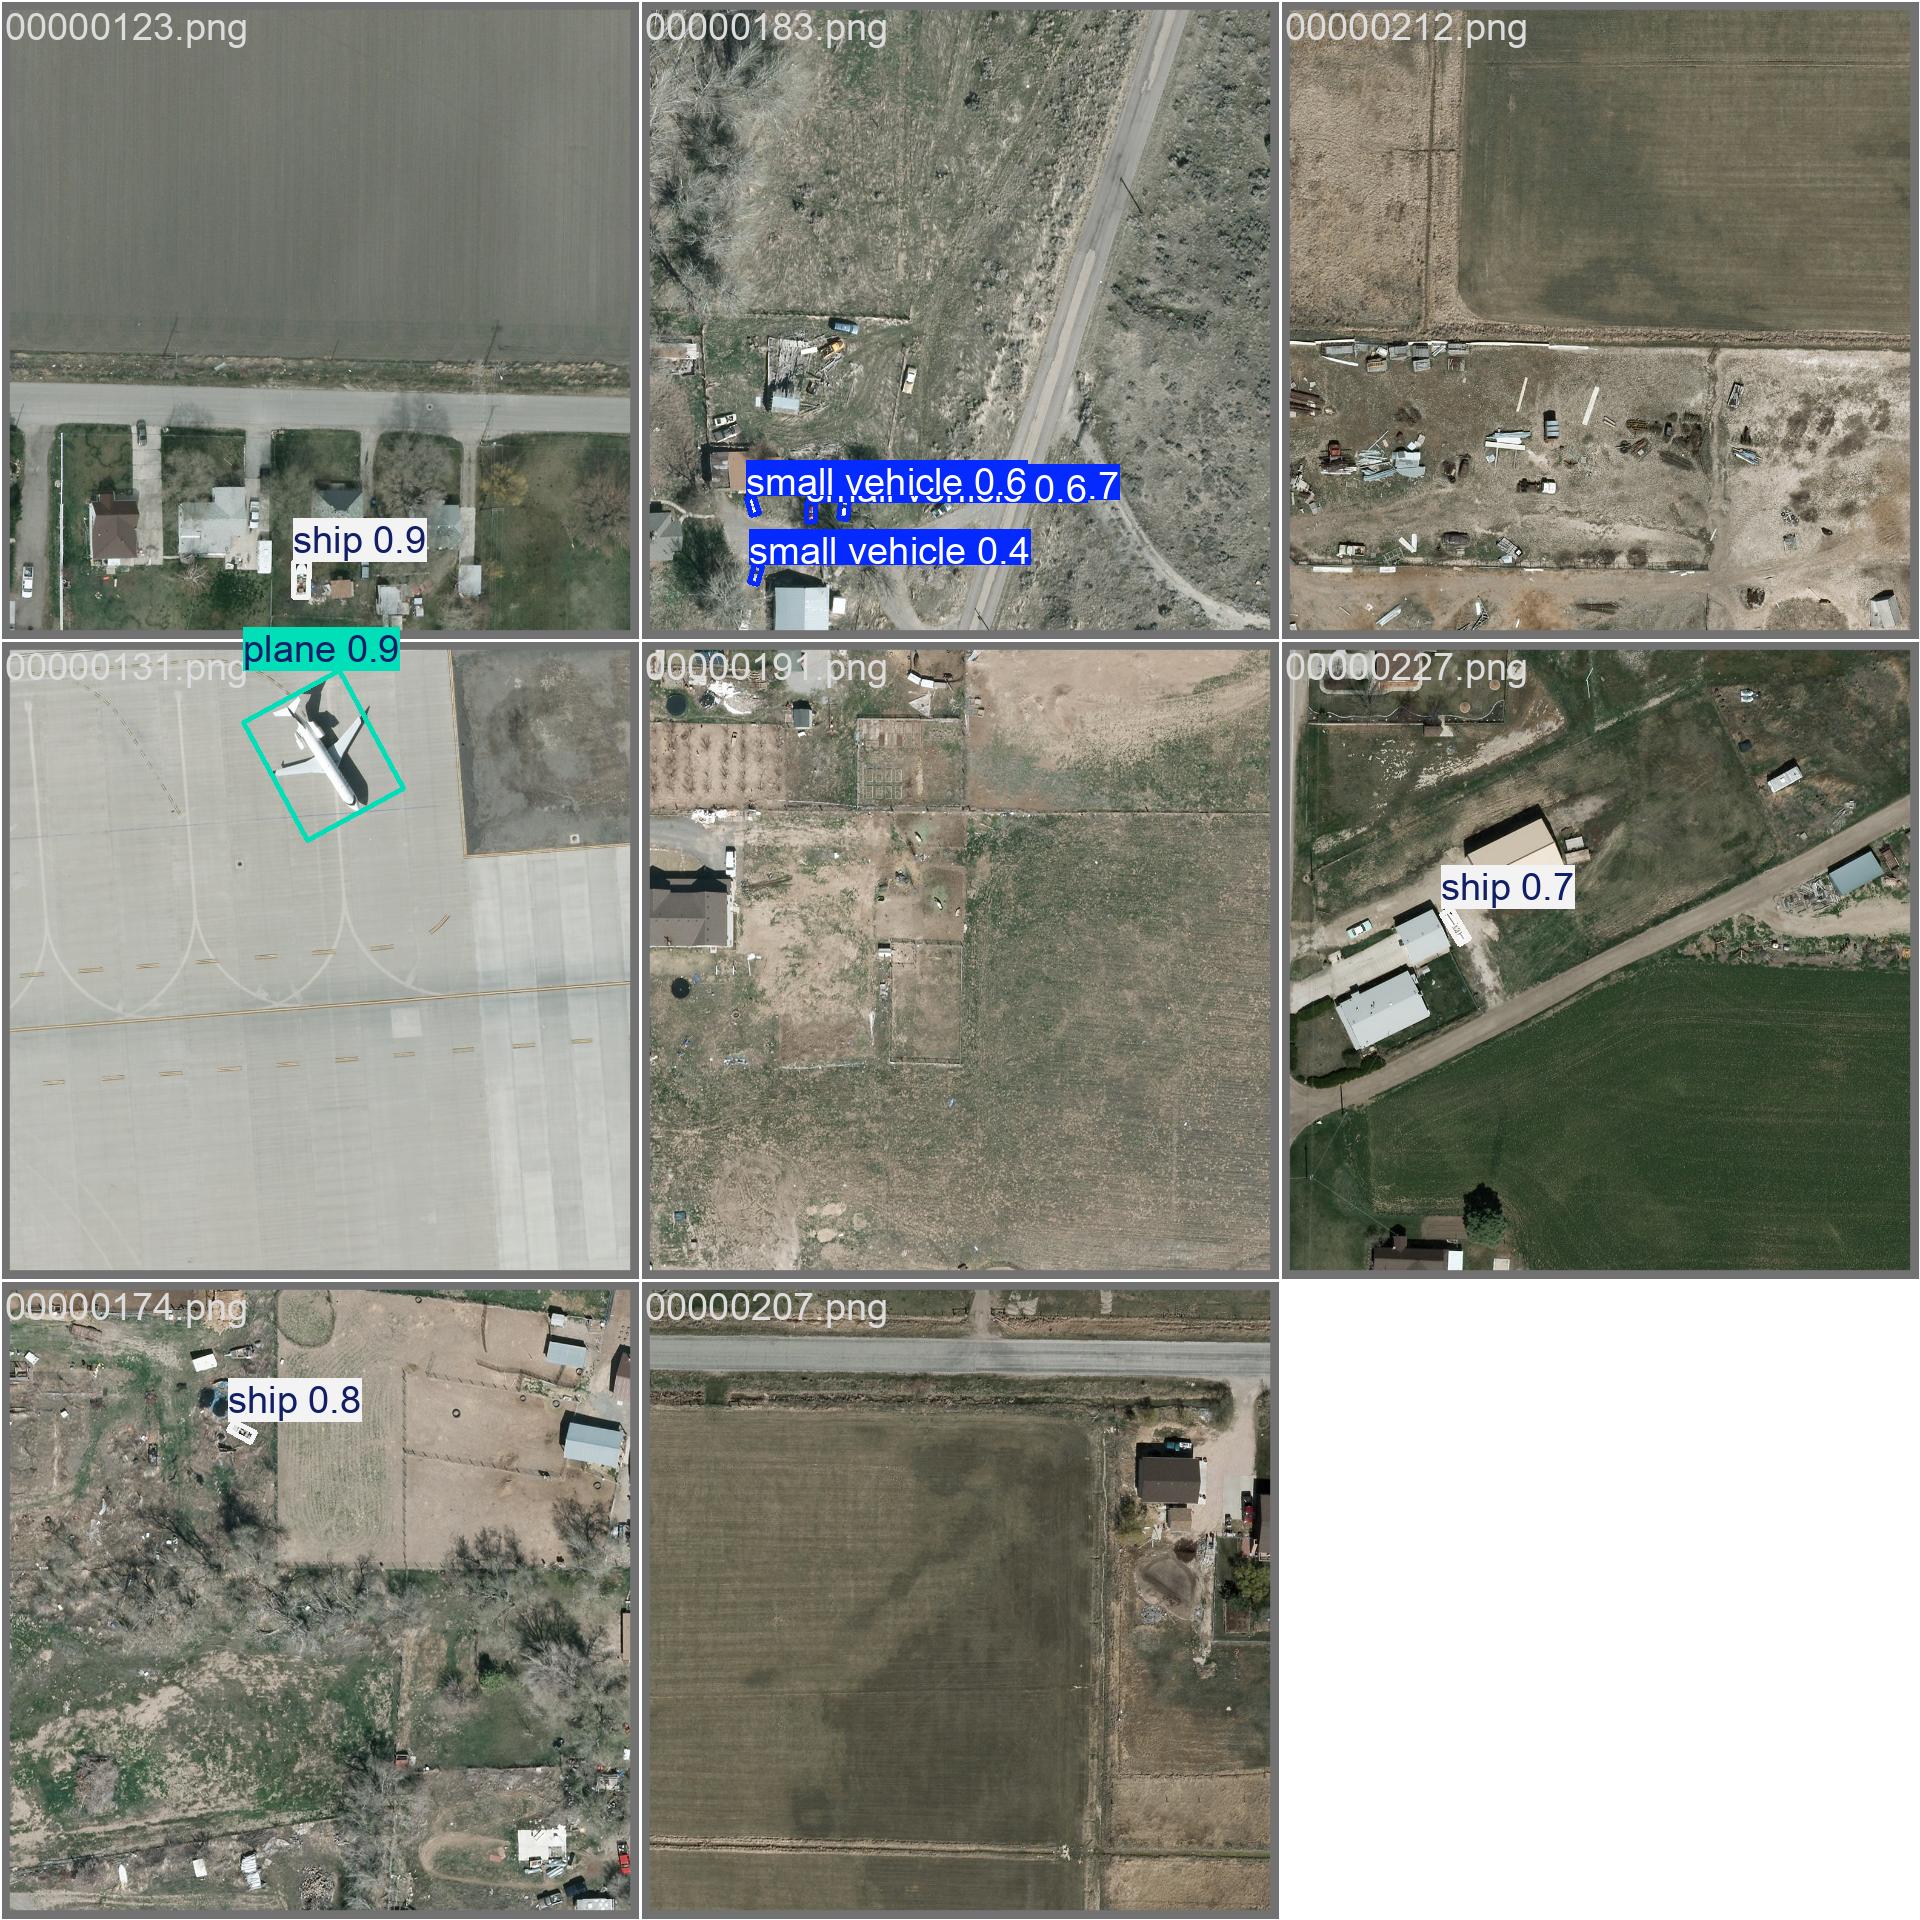 00000123.png
00000183.png
00000212.png
ship 0.9
small vehicle 0.6
0.6
.7
small vehicle 0.4
plane 0.9
00000131.png
00000191.png
00000227.png
ship 0.7
00000174.png
00000207.png
ship 0.8